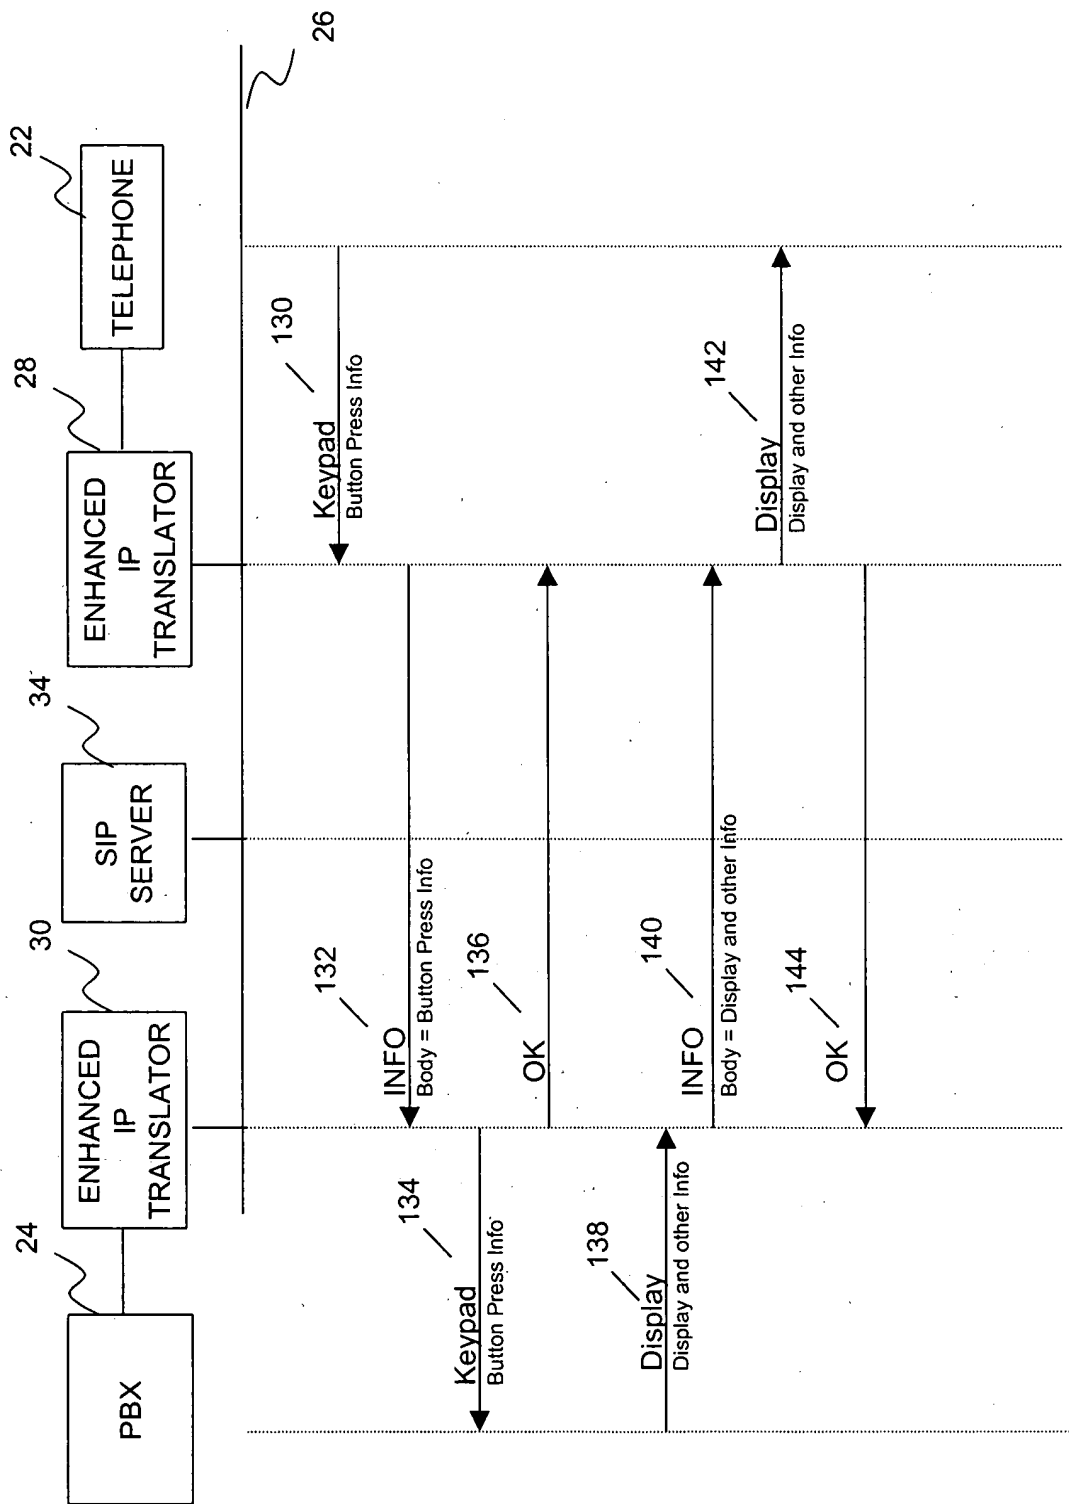 24
30
34
28
22
PBX
ENHANCED
IP
TRANSLATOR
SIP
SERVER
ENHANCED
IP
TRANSLATOR
TELEPHONE
26
130
Keypad
Button Press Info
132
INFO
Body = Button Press Info
134
Keypad
Button Press Info
136
OK
138
Display
Display and other Info
140
INFO
Body = Display and other Info
142
Display
Display and other Info
144
OK